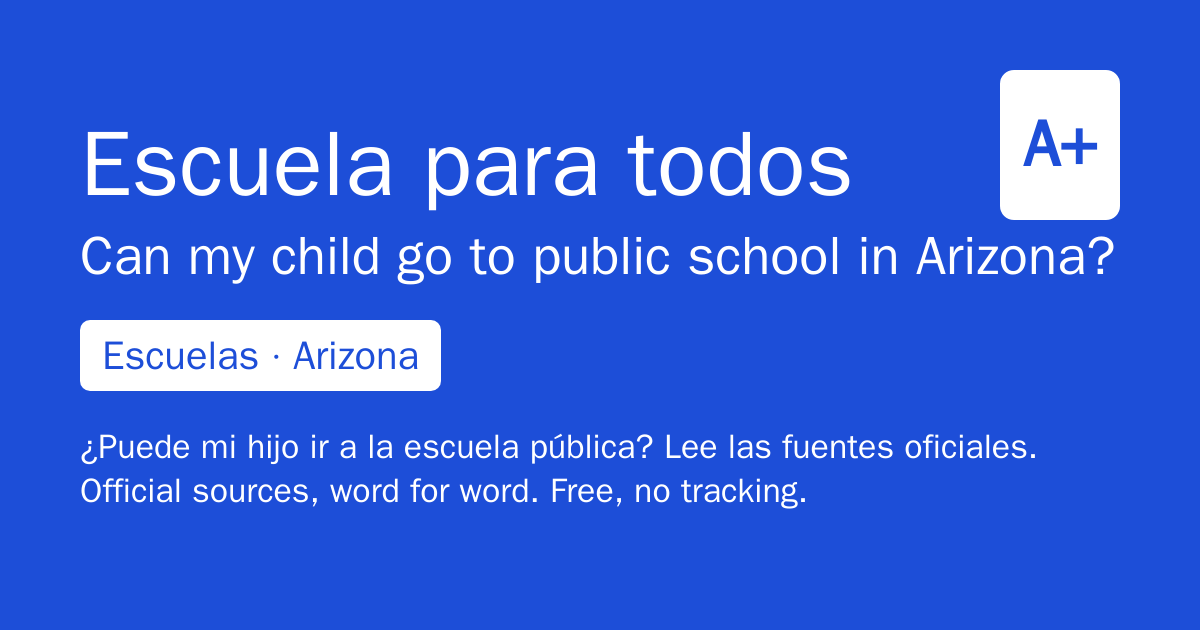 A+
Escuela para todos
Can my child go to public school in Arizona?
Escuelas · Arizona
¿Puede mi hijo ir a la escuela pública? Lee las fuentes oficiales.
Official sources, word for word. Free, no tracking.